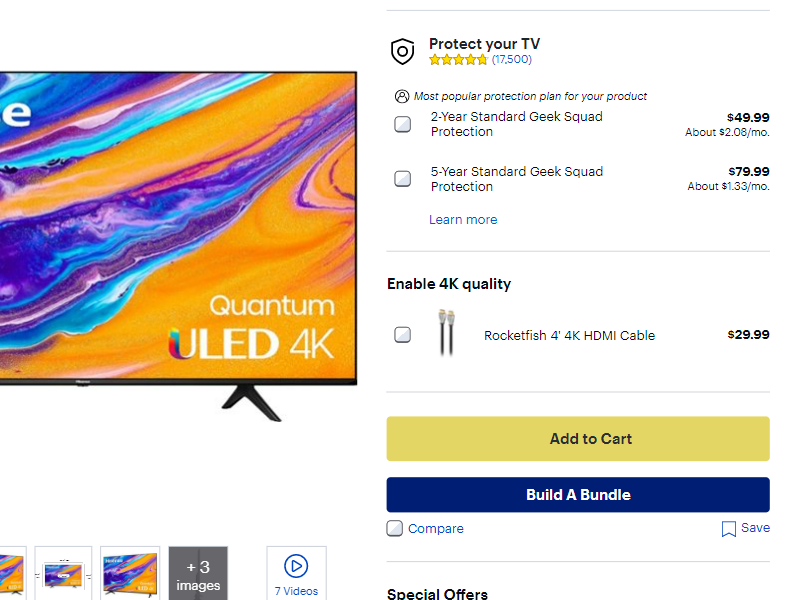 Protect your TV
(17,500)
Most popular protection plan for your product
2-Year Standard Geek Squad Protection
$49.99
About $2.08/mo.
5-Year Standard Geek Squad Protection
$79.99
About $1.33/mo.
Learn more
Enable 4K quality
Rocketfish 4' 4K HDMI Cable
$29.99
Add to Cart
Build A Bundle
Compare
Save
Special Offers
e
Quantum
ULED 4K
+ 3
images
7 Videos